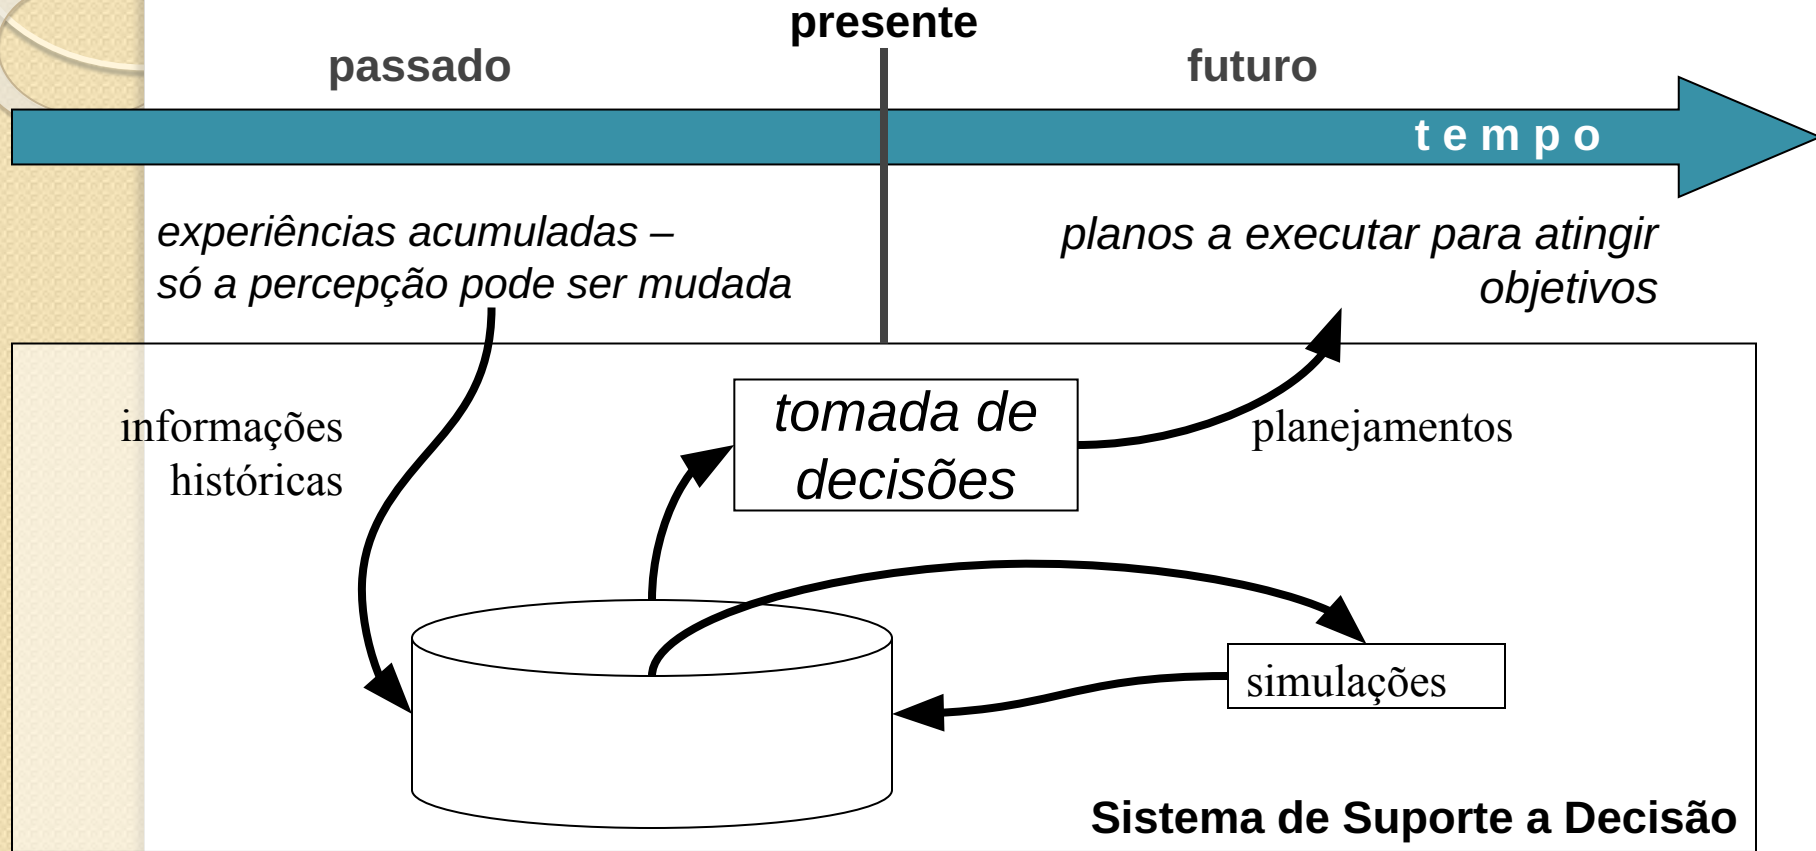 presente
passado
futuro
tempo
experiências acumuladas –
só a percepção pode ser mudada
planos a executar para atingir
objetivos
informações
históricas
tomada de
decisões
planejamentos
simulações
Sistema de Suporte a Decisão